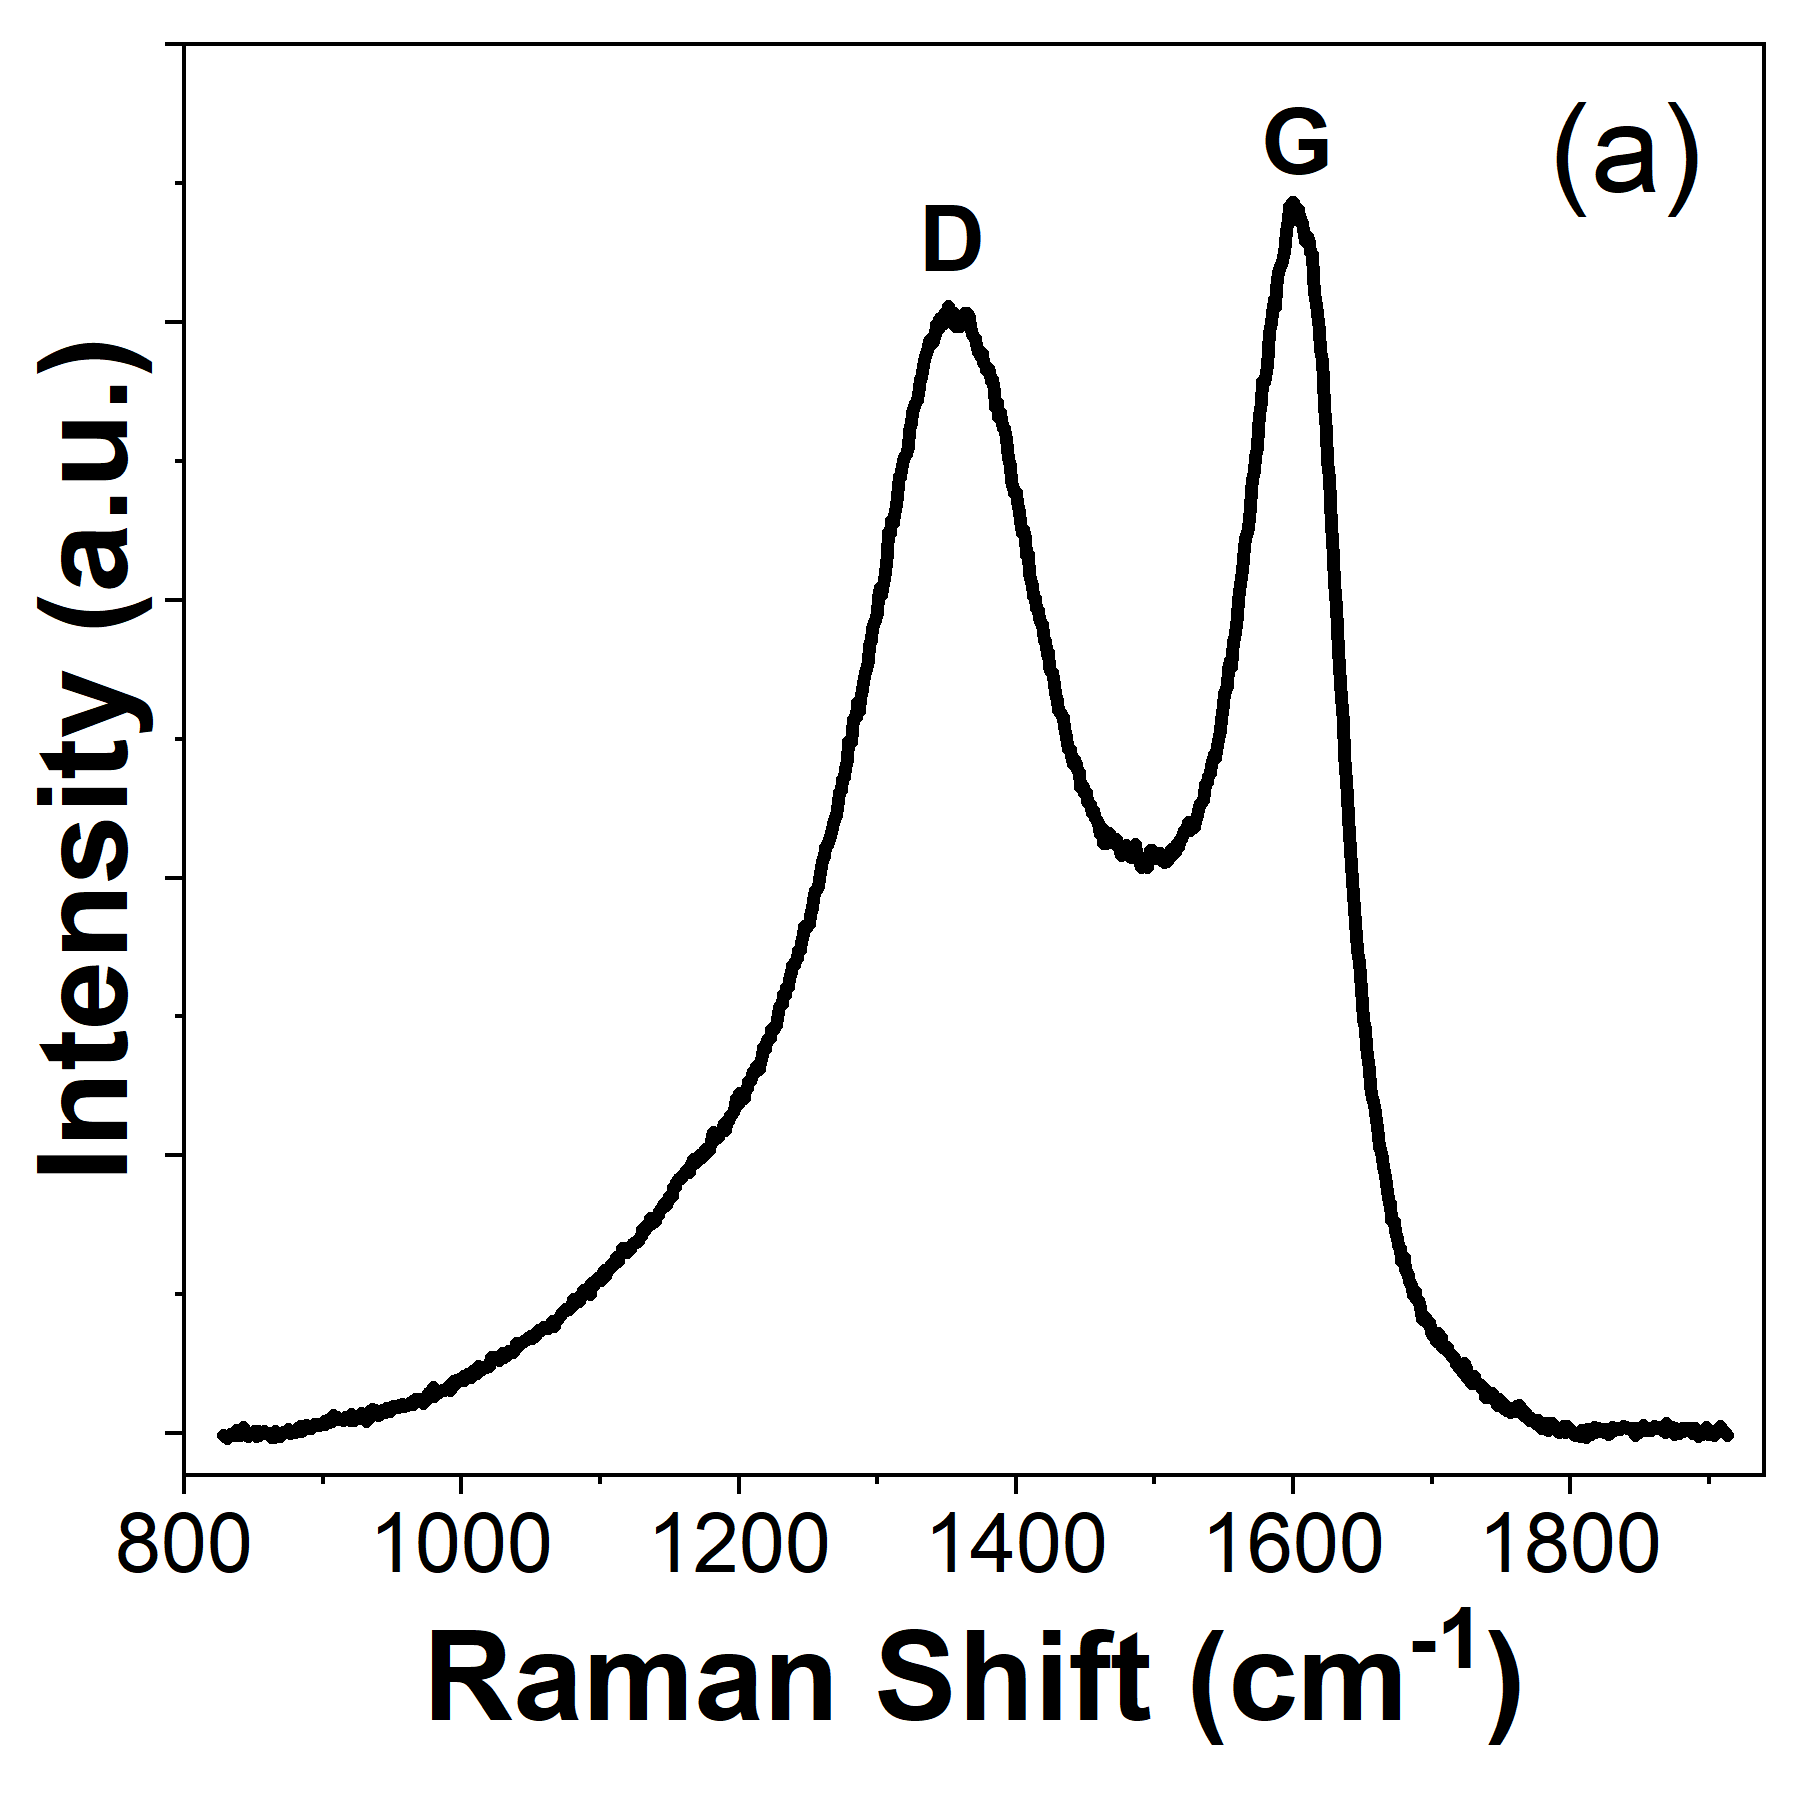 (a)
G
D
Intensity (a.u.)
800 1000 1200 1400 1600 1800
Raman Shift (cm⁻¹)